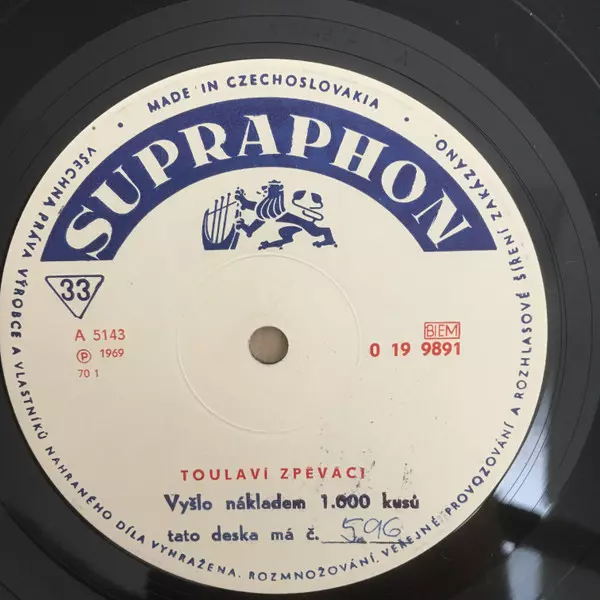 MADE IN CZECHOSLOVAKIA
SUPRAPHON
33
A 5143
Ⓟ 1969
70 1
BIEM
0 19 9891
TOULAVÍ ZPĚVÁCI
Vyšlo nákladem 1.000 kusů
tato deska má č. 596
VŠECHNA PRÁVA VÝROBCE A VLASTNÍKŮ NAHRANÉHO DÍLA VYHRAŽENA. ROZMNOŽOVÁNÍ, VEŘEJNÉ PROVOZOVÁNÍ A ROZHLASOVÉ ŠÍŘENÍ ZAKÁZÁNO.